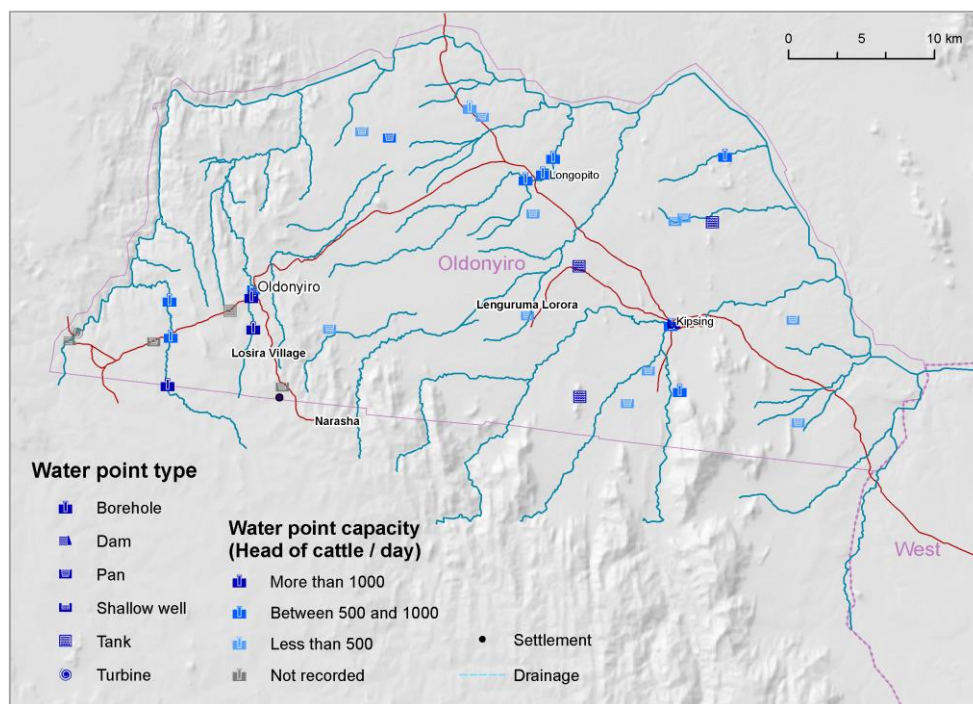 0 5 10 km
Longopito
Oldonyiro
Oldonyiro
Lenguruma Lorora
Kipsing
Losira Village
Narasha
Water point type
Borehole
Dam
Pan
Shallow well
Tank
Turbine
Water point capacity
(Head of cattle / day)
More than 1000
Between 500 and 1000
Less than 500
Not recorded
Settlement
Drainage
West